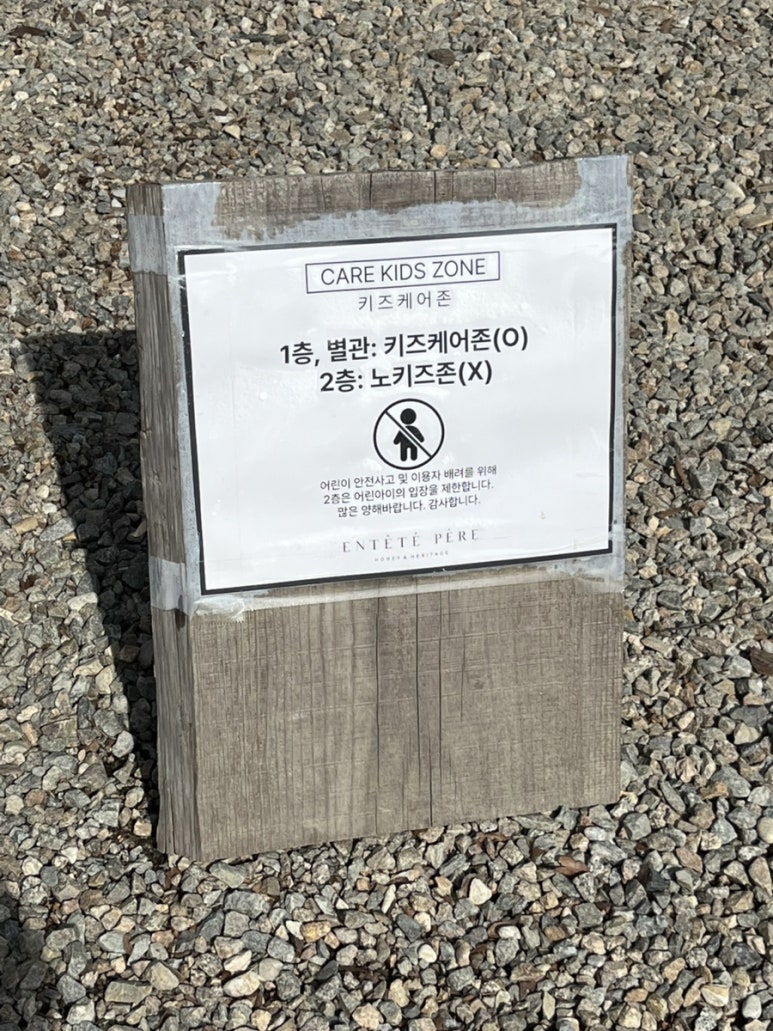 CARE KIDS ZONE
키즈케어존
1층, 별관: 키즈케어존(O)
2층: 노키즈존(X)
어린이 안전사고 및 이용자 배려를 위해
2층은 어린아이의 입장을 제한합니다.
많은 양해바랍니다. 감사합니다.
ENTÊTÉ PÈRE
HONEY & HERITAGE